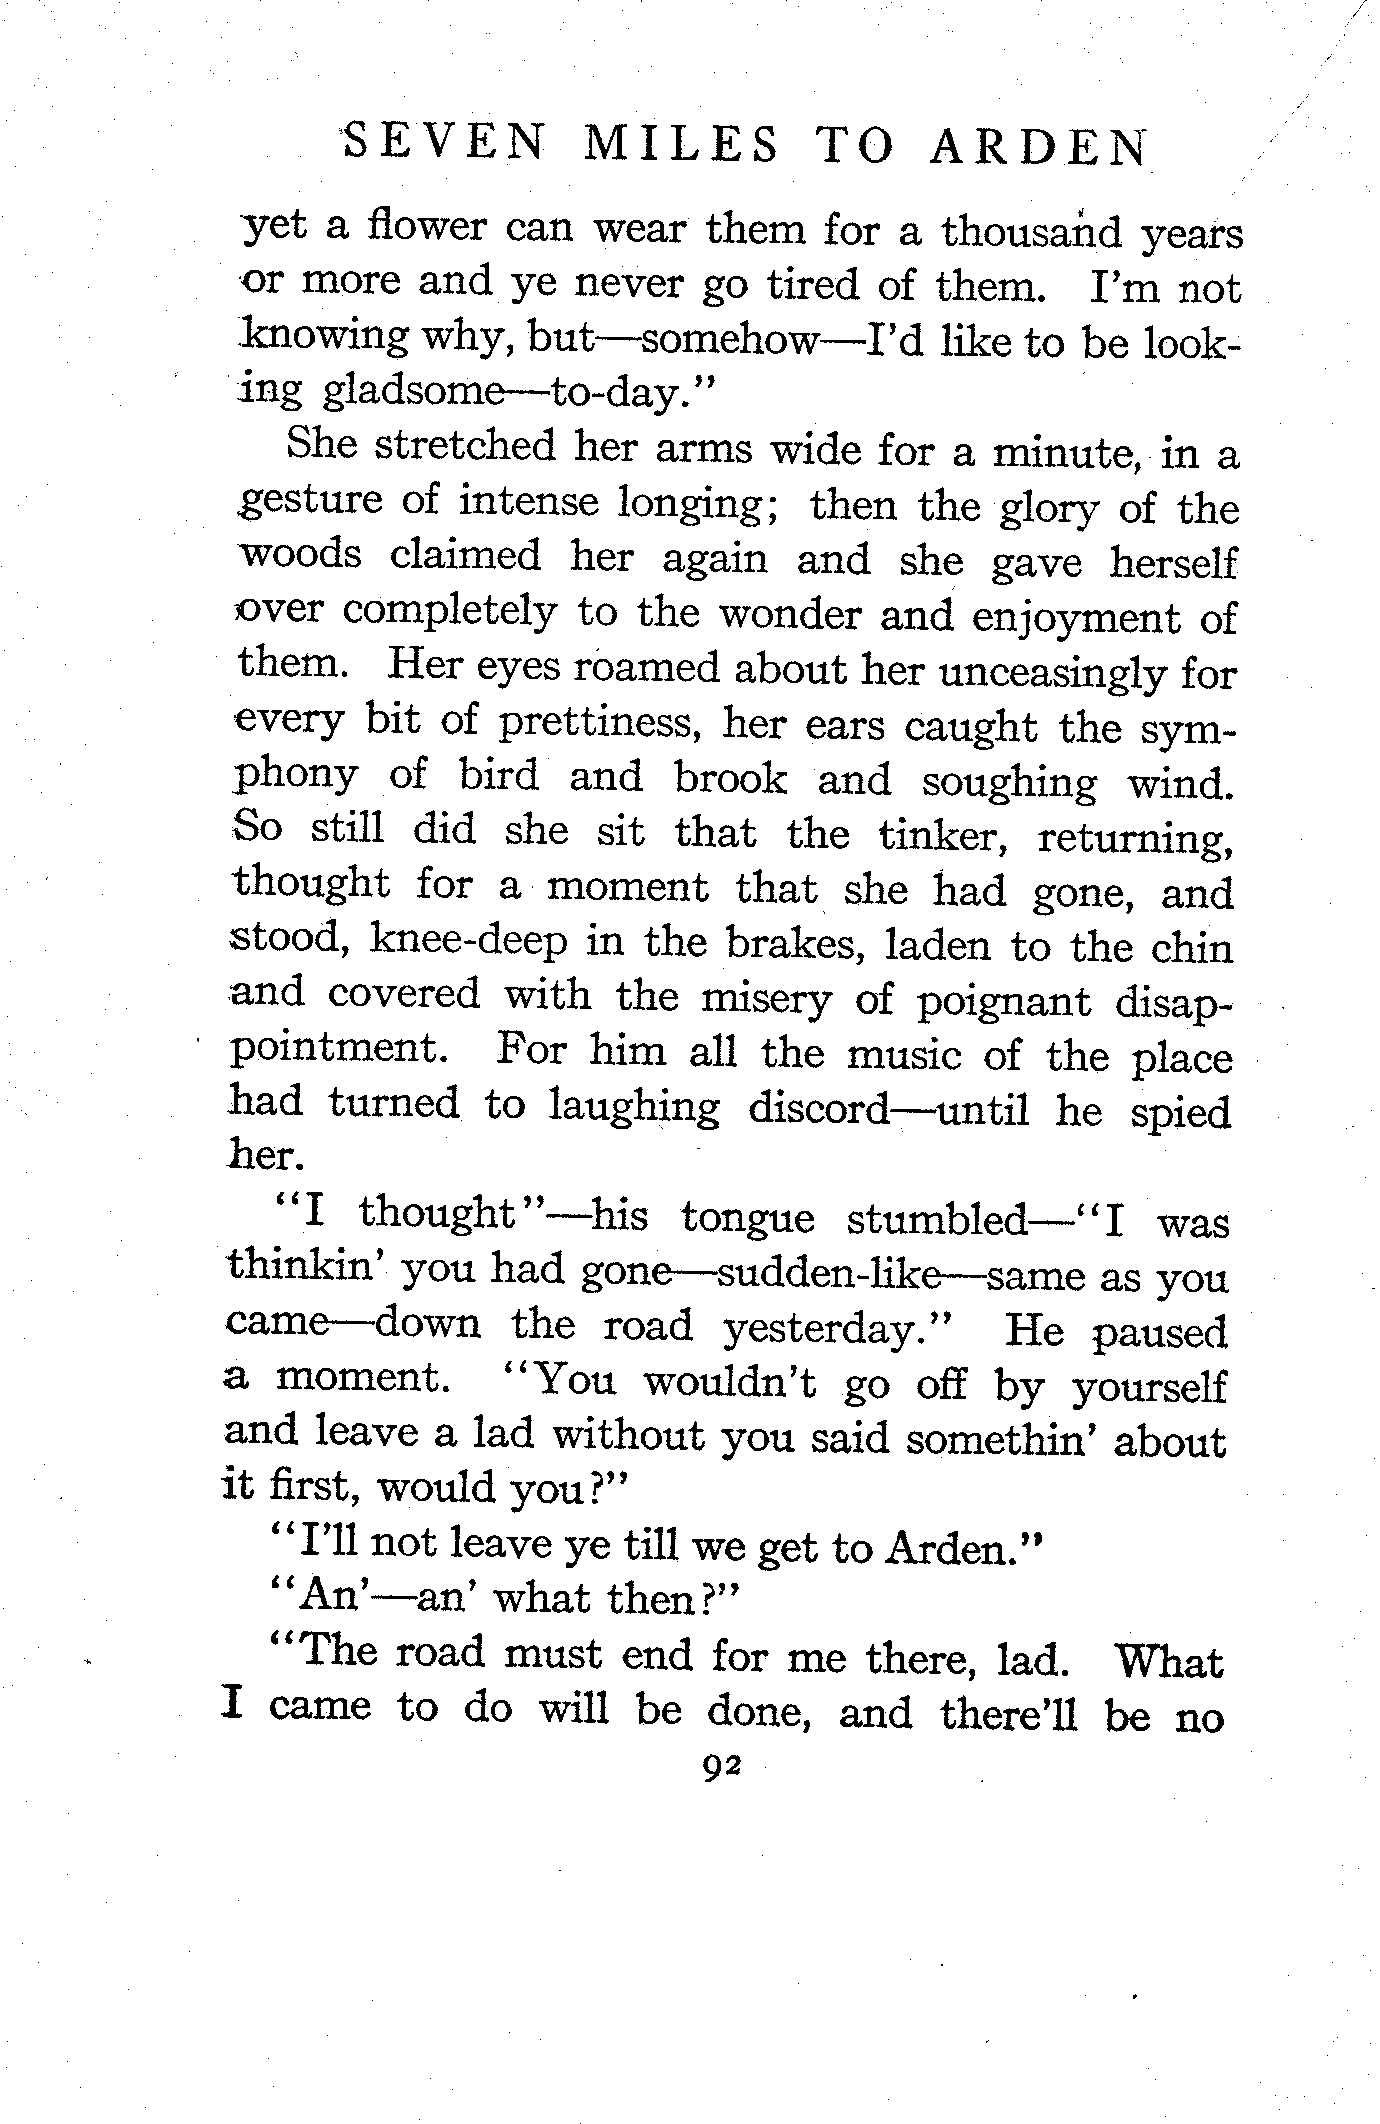 SEVEN MILES TO ARDEN
yet a flower can wear them for a thousand years
or more and ye never go tired of them. I'm not
knowing why, but—somehow—I'd like to be look-
ing gladsome—to-day."
She stretched her arms wide for a minute, in a
gesture of intense longing; then the glory of the
woods claimed her again and she gave herself
over completely to the wonder and enjoyment of
them. Her eyes roamed about her unceasingly for
every bit of prettiness, her ears caught the sym-
phony of bird and brook and soughing wind.
So still did she sit that the tinker, returning,
thought for a moment that she had gone, and
stood, knee-deep in the brakes, laden to the chin
and covered with the misery of poignant disap-
pointment. For him all the music of the place
had turned to laughing discord—until he spied
her.
"I thought"—his tongue stumbled—"I was
thinkin' you had gone—sudden-like—same as you
came—down the road yesterday." He paused
a moment. "You wouldn't go off by yourself
and leave a lad without you said somethin' about
it first, would you?"
"I'll not leave ye till we get to Arden."
"An'—an' what then?"
"The road must end for me there, lad. What
I came to do will be done, and there'll be no
92